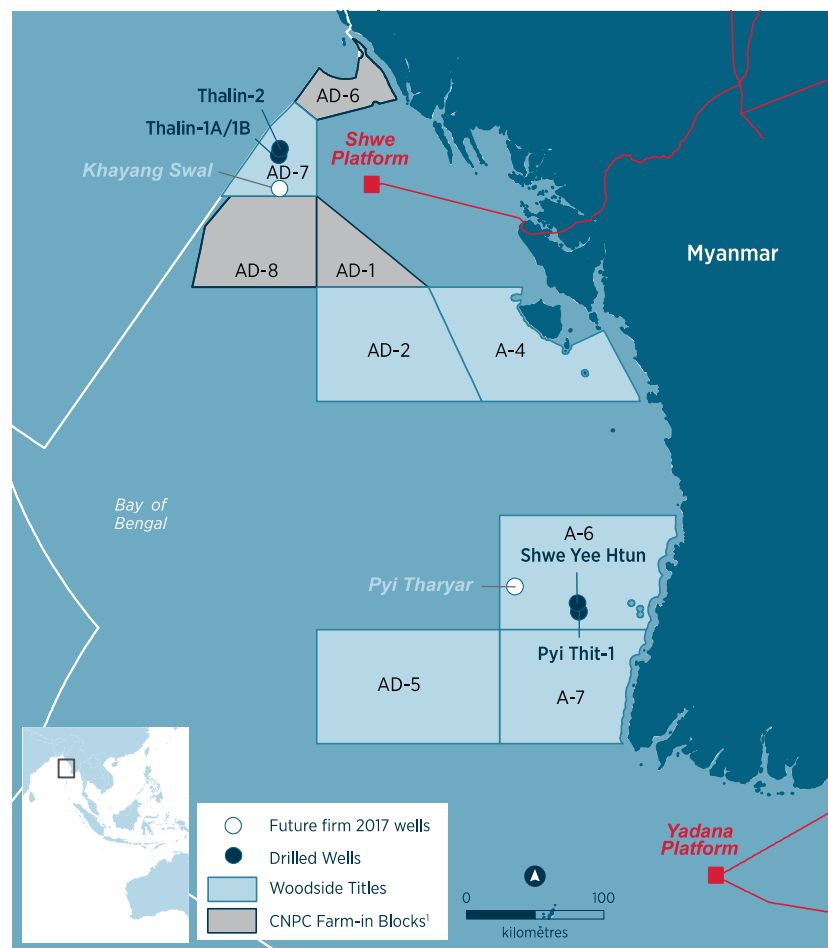 AD-6
Thalin-2
Thalin-1A/1B
Shwe
Platform
Khayang Swal
AD-7
Myanmar
AD-8
AD-1
AD-2
A-4
Bay of
Bengal
A-6
Shwe Yee Htun
Pyi Tharyar
Pyi Thit-1
AD-5
A-7
Future firm 2017 wells
Drilled Wells
Woodside Titles
CNPC Farm-in Blocks¹
0
100
kilometres
Yadana
Platform